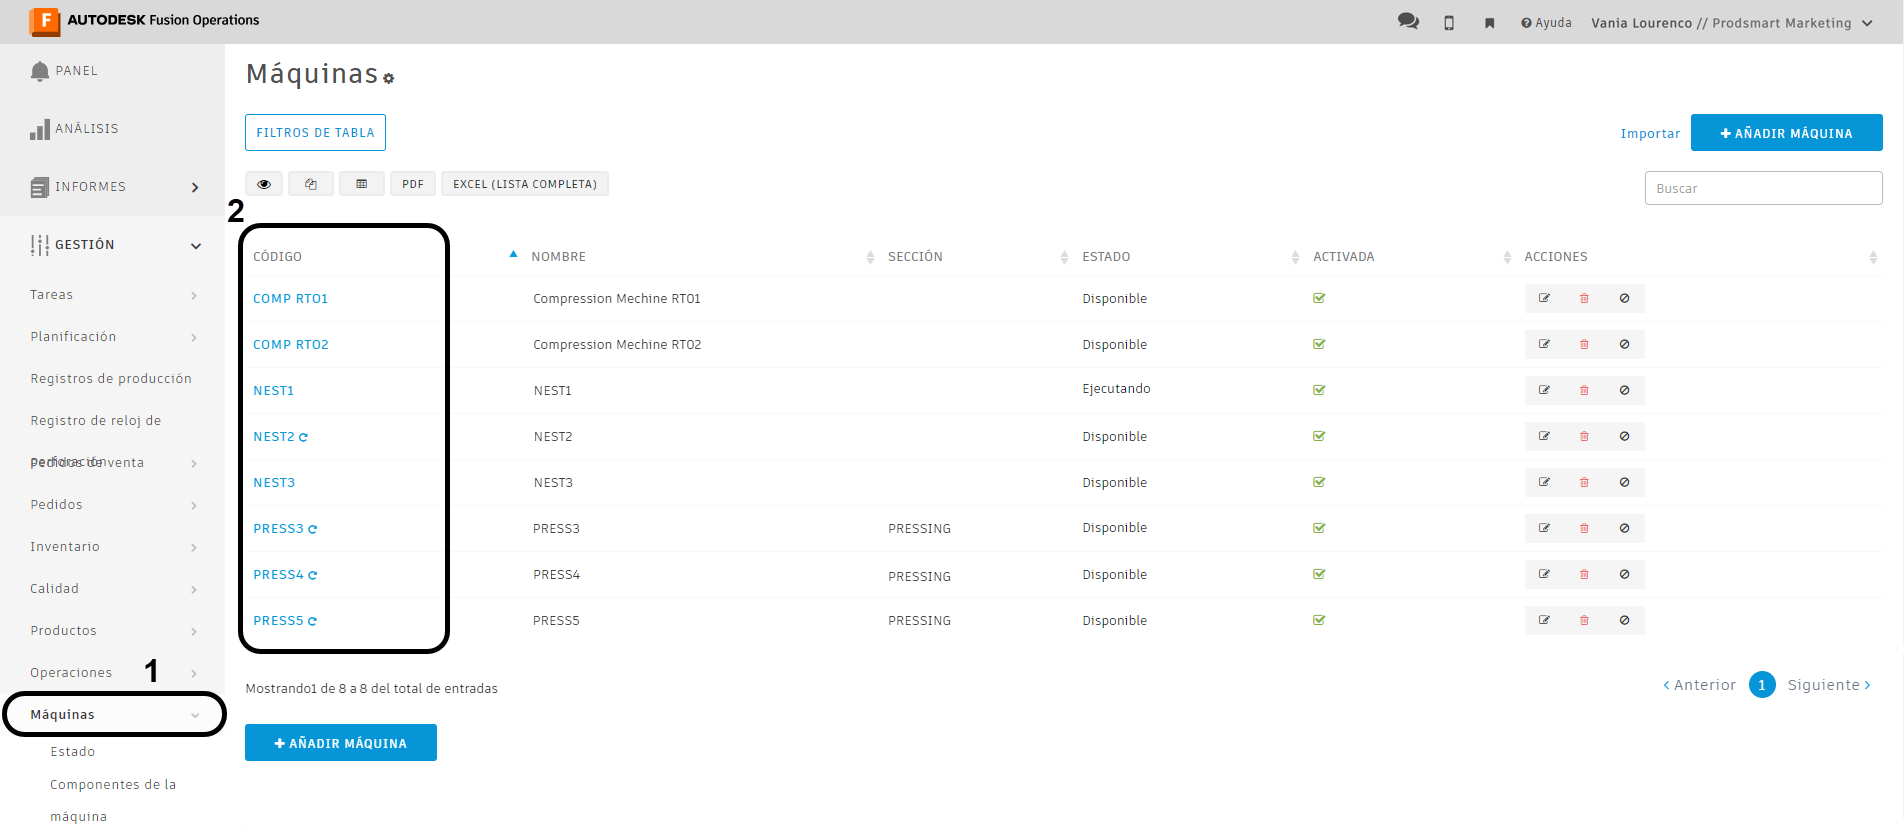 F AUTODESK Fusion Operations
Ayuda
Vania Lourenco // Prodsmart Marketing
PANEL
ANÁLISIS
INFORMES
GESTIÓN
Tareas
Planificación
Registros de producción
Registro de reloj de
perforación
Pedidos de venta
Pedidos
Inventario
Calidad
Productos
Operaciones
1
Máquinas
Estado
Componentes de la
máquina
Máquinas
FILTROS DE TABLA
Importar
+ AÑADIR MÁQUINA
PDF
EXCEL (LISTA COMPLETA)
Buscar
2
CÓDIGO NOMBRE SECCIÓN ESTADO ACTIVADA ACCIONES
COMP RT01 Compression Mechine RT01 Disponible
COMP RT02 Compression Mechine RT02 Disponible
NEST1 NEST1 Ejecutando
NEST2 NEST2 Disponible
NEST3 NEST3 Disponible
PRESS3 PRESS3 PRESSING Disponible
PRESS4 PRESS4 PRESSING Disponible
PRESS5 PRESS5 PRESSING Disponible
Mostrando1 de 8 a 8 del total de entradas
< Anterior 1 Siguiente >
+ AÑADIR MÁQUINA